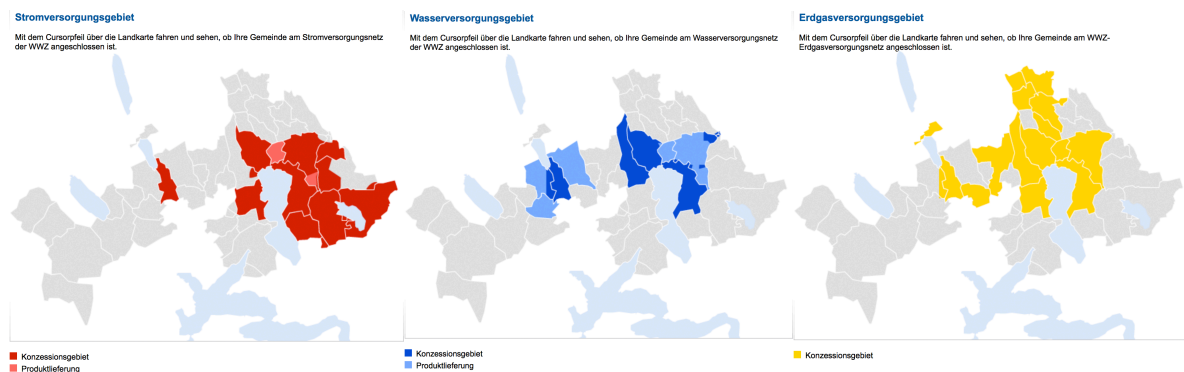 Stromversorgungsgebiet
Mit dem Cursorpfeil über die Landkarte fahren und sehen, ob Ihre Gemeinde am Stromversorgungsnetz
der WWZ angeschlossen ist.
Konzessionsgebiet
Produktlieferung
Wasserversorgungsgebiet
Mit dem Cursorpfeil über die Landkarte fahren und sehen, ob Ihre Gemeinde am Wasserversorgungsnetz
der WWZ angeschlossen ist.
Konzessionsgebiet
Produktlieferung
Erdgasversorgungsgebiet
Mit dem Cursorpfeil über die Landkarte fahren und sehen, ob Ihre Gemeinde am WWZ-
Erdgasversorgungsnetz angeschlossen ist.
Konzessionsgebiet